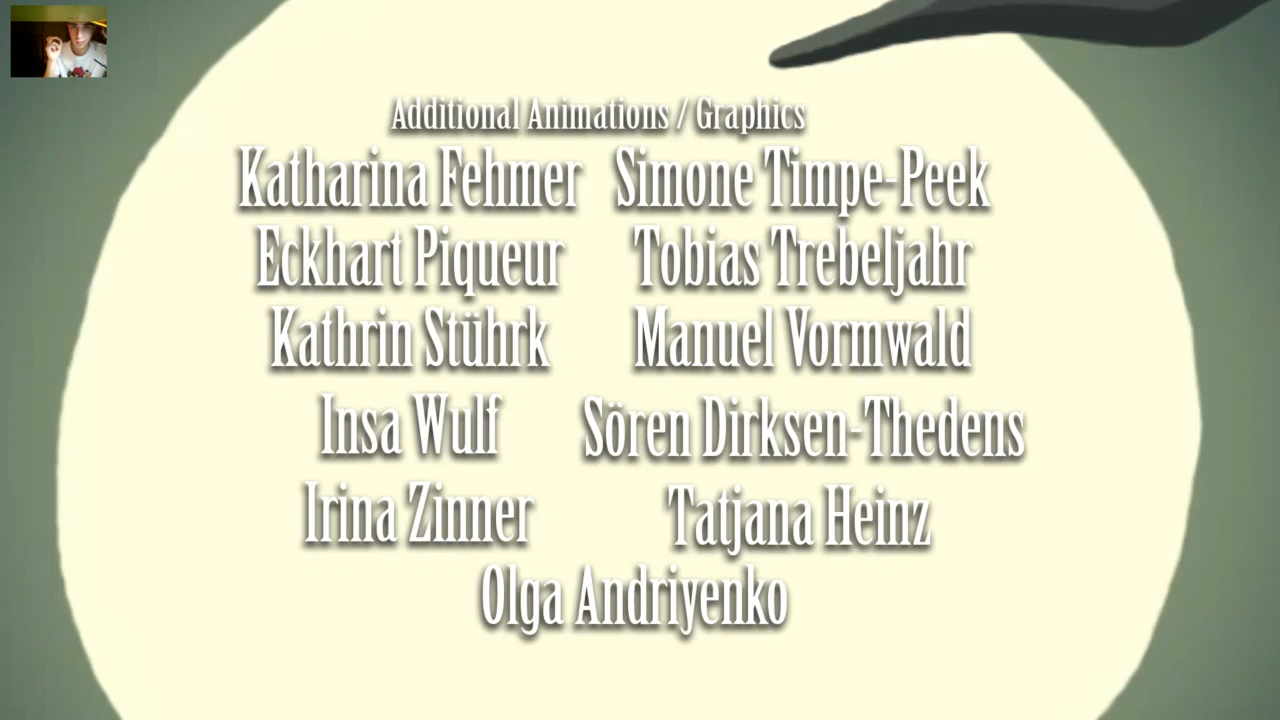 Additional Animations / Graphics
Katharina Fehmer Simone Timpe-Peek
Eckhart Piqueur Tobias Trebeljahr
Kathrin Stührk Manuel Vormwald
Insa Wulf Sören Dirksen-Thedens
Irina Zinner Tatjana Heinz
Olga Andriyenko